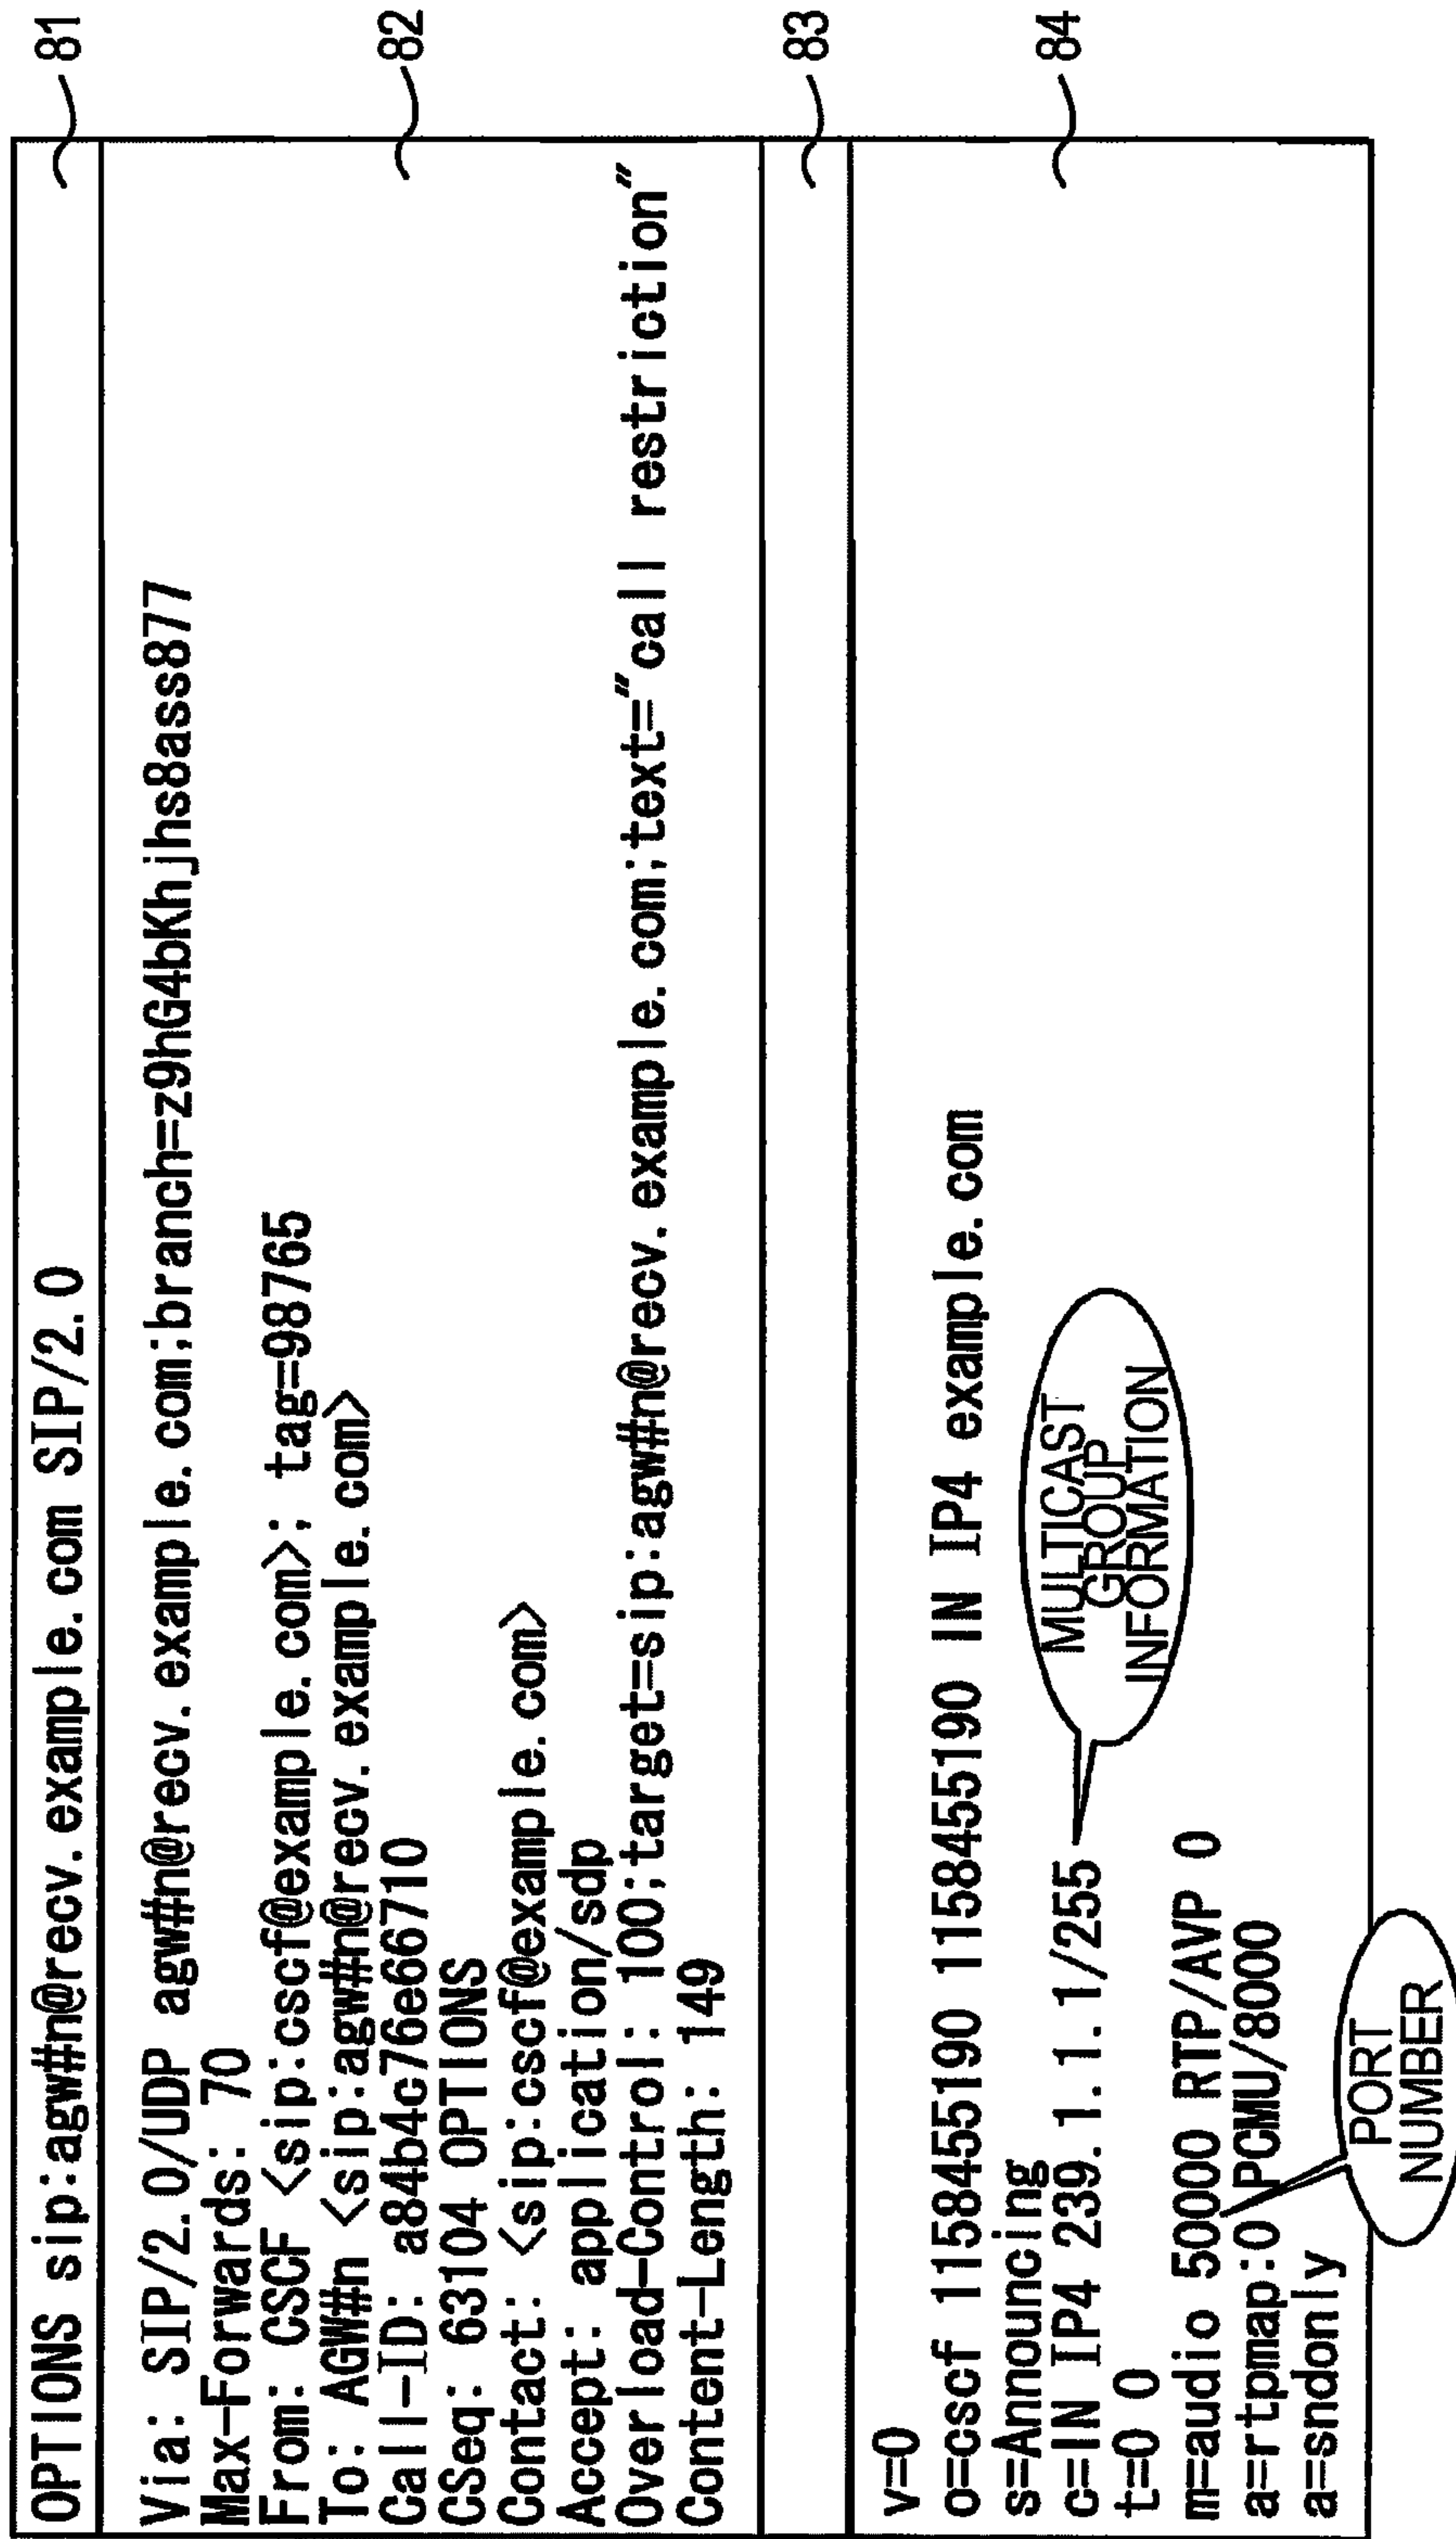 OPTIONS sip:agw#n@recv.example.com SIP/2.0
81
Via: SIP/2.0/UDP agw#n@recv.example.com;branch=z9hG4bKhjhs8ass877
Max-Forwards: 70
From: CSCF <sip:cscf@example.com>; tag=98765
To: AGW#n <sip:agw#n@recv.example.com>
Call-ID: a84b4c76e66710
CSeq: 63104 OPTIONS
Contact: <sip:cscf@example.com>
Accept: application/sdp
Overload-Control: 100;target=sip:agw#n@recv.example.com;text="call restriction"
Content-Length: 149
82
83
v=0
o=cscf 1158455190 1158455190 IN IP4 example.com
s=Announcing
c=IN IP4 239.1.1.1/255
t=0 0
m=audio 50000 RTP/AVP 0
a=rtpmap:0 PCMU/8000
a=sndonly
84
MULTICAST
GROUP
INFORMATION
PORT
NUMBER